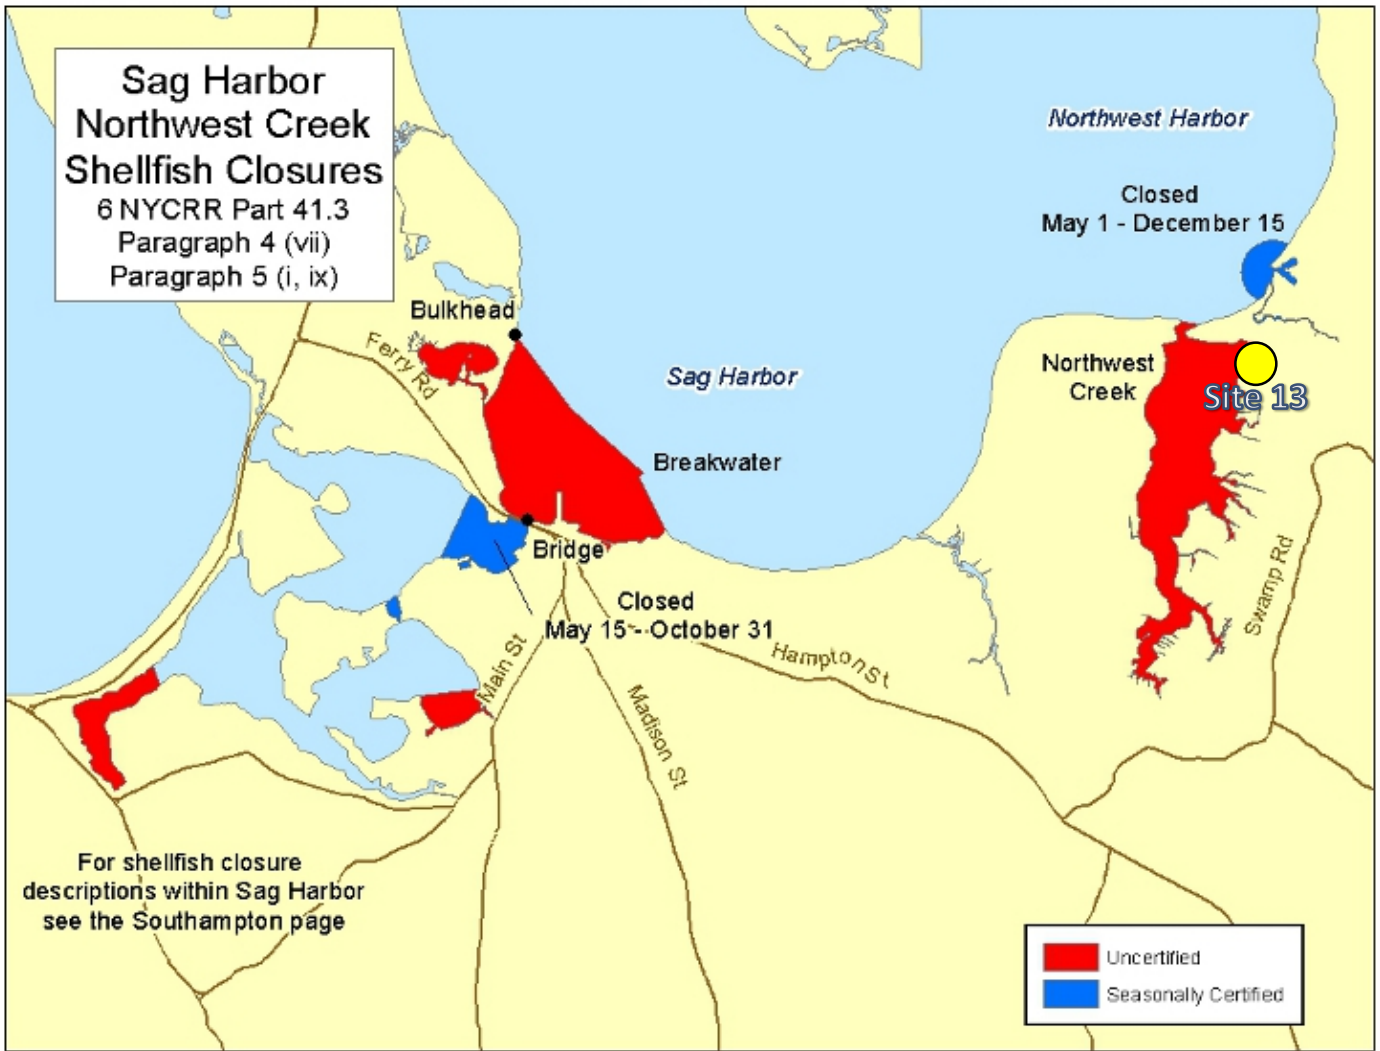 Sag Harbor
Northwest Creek
Shellfish Closures
6 NYCRR Part 41.3
Paragraph 4 (vii)
Paragraph 5 (i, ix)
Northwest Harbor
Closed
May 1 - December 15
Bulkhead
Ferry Rd
Sag Harbor
Northwest
Creek
Site 13
Breakwater
Bridge
Closed
May 15 - October 31
Swamp Rd
Main St
Hampton St
Madison St
For shellfish closure
descriptions within Sag Harbor
see the Southampton page
Uncertified
Seasonally Certified